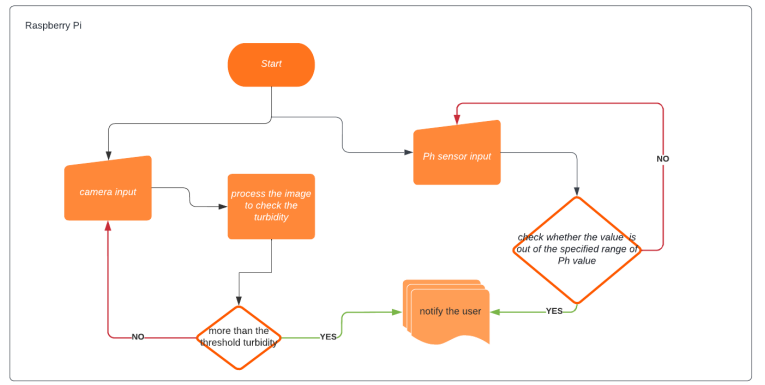 Raspberry Pi
Start
Ph sensor input
NO
camera input
process the image
to check the
turbidity
check whether the value is
out of the specified range of
Ph value
notify the user
YES
more than the
threshold turbidity
NO
YES